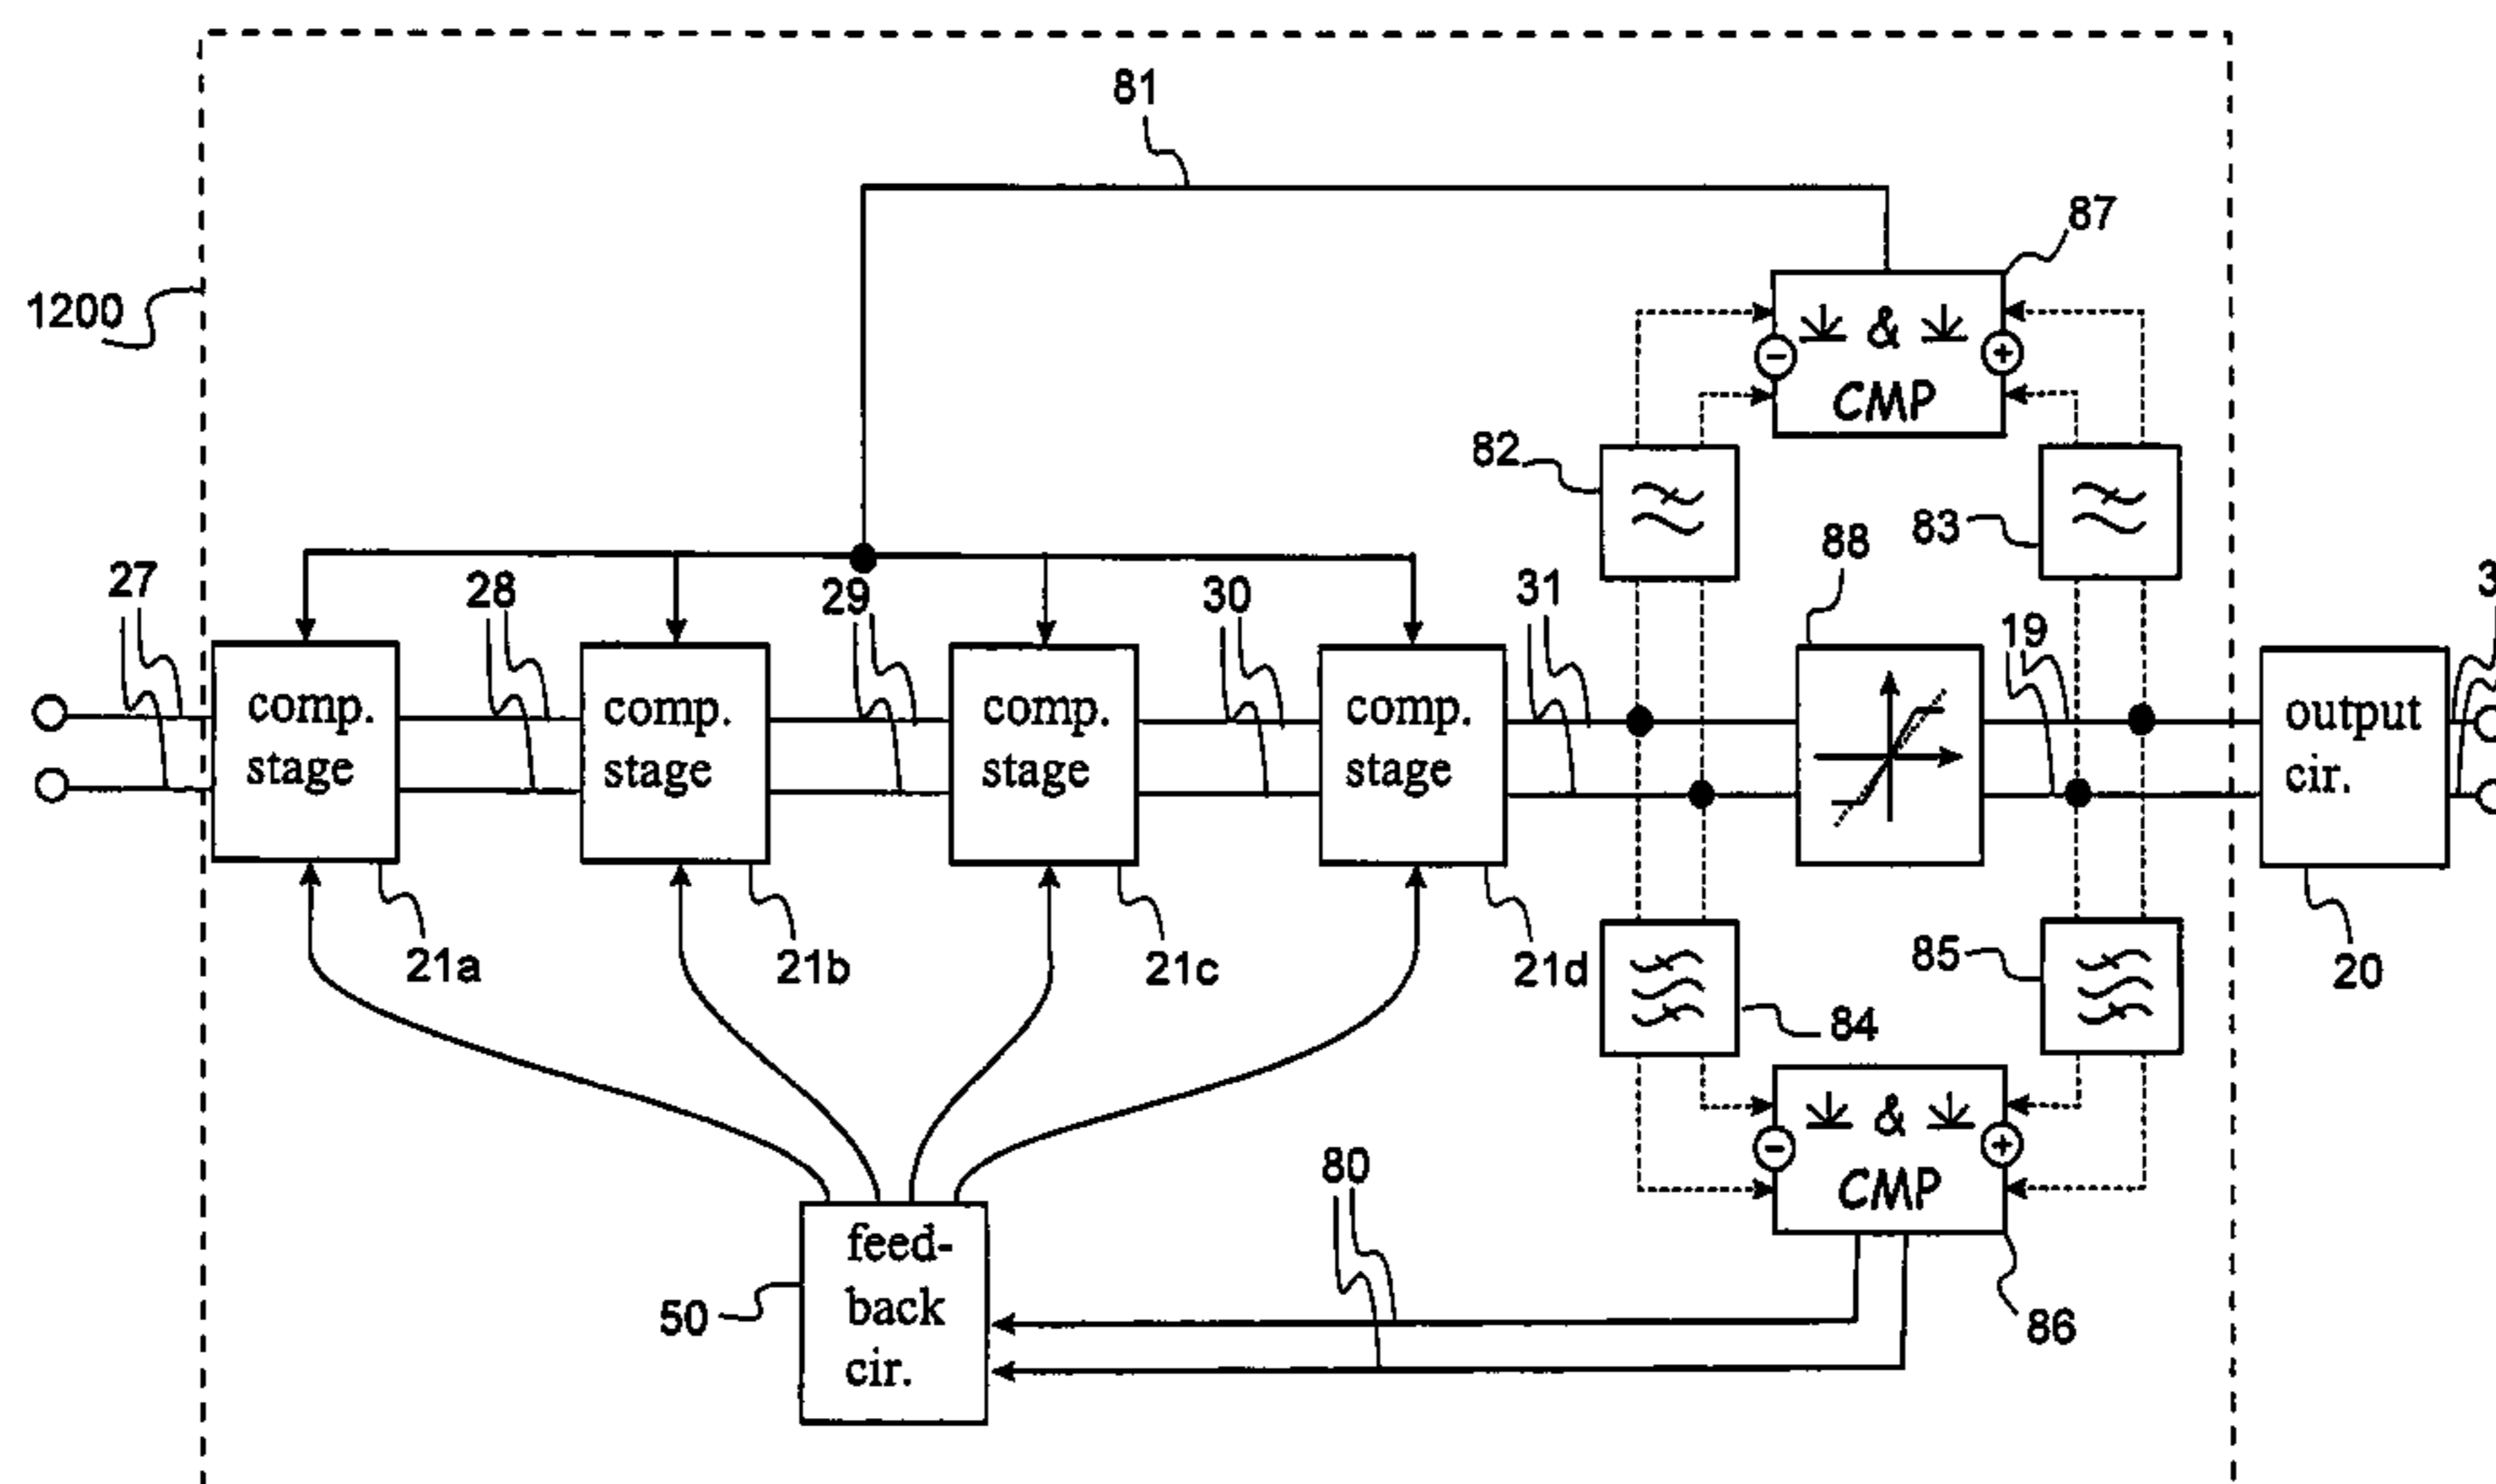 81
87
1200
&
- +
CMP
82
83
88
27
28
29
30
31
19
3
comp.
stage
comp.
stage
comp.
stage
comp.
stage
output
cir.
21a
21b
21c
21d
85
20
84
&
- +
CMP
80
feed-
back
cir.
50
86